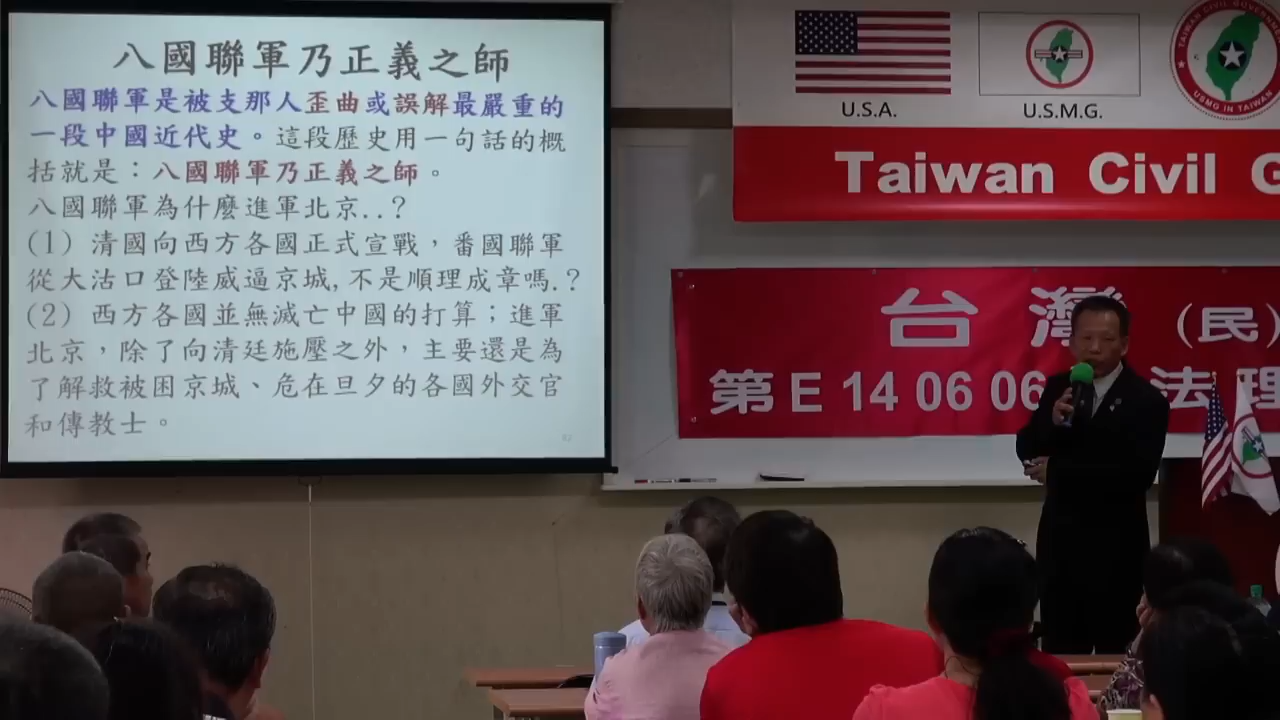 八國聯軍乃正義之師
八國聯軍是被支那人歪曲或誤解最嚴重的
一段中國近代史。這段歷史用一句話的概
括就是：八國聯軍乃正義之師。
八國聯軍為什麼進軍北京..？
(1) 清國向西方各國正式宣戰，番國聯軍
從大沽口登陸威逼京城,不是順理成章嗎.？
(2) 西方各國並無滅亡中國的打算；進軍
北京，除了向清廷施壓之外，主要還是為
了解救被困京城、危在旦夕的各國外交官
和傳教士。
U.S.A.
U.S.M.G.
TAIWAN CIVIL GOVERNMENT
USMG IN TAIWAN
Taiwan Civil G
台灣（民）
第E 14 06 06 法理